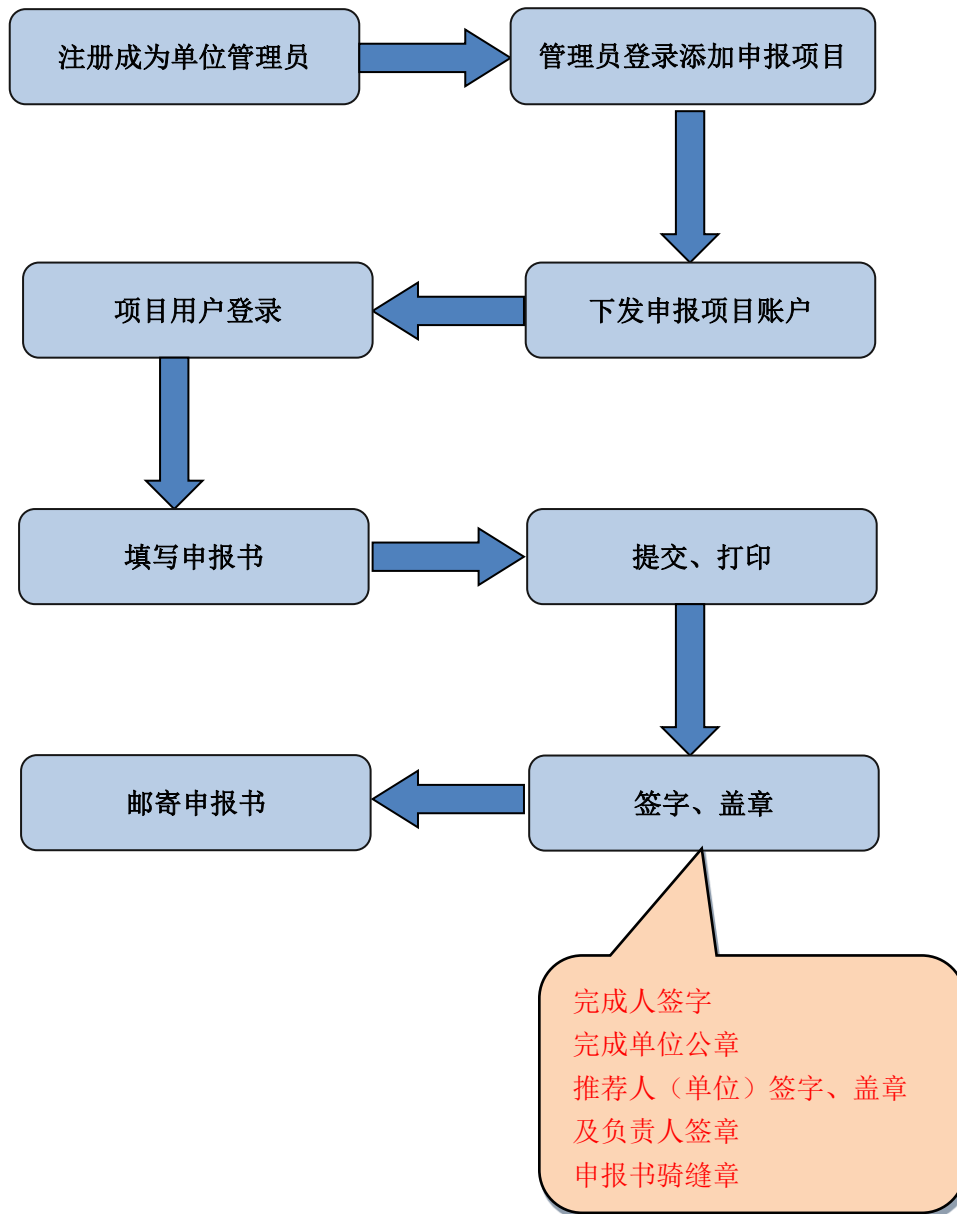 注册成为单位管理员
管理员登录添加申报项目
下发申报项目账户
项目用户登录
填写申报书
提交、打印
签字、盖章
邮寄申报书
完成人签字
完成单位公章
推荐人（单位）签字、盖章
及负责人签章
申报书骑缝章